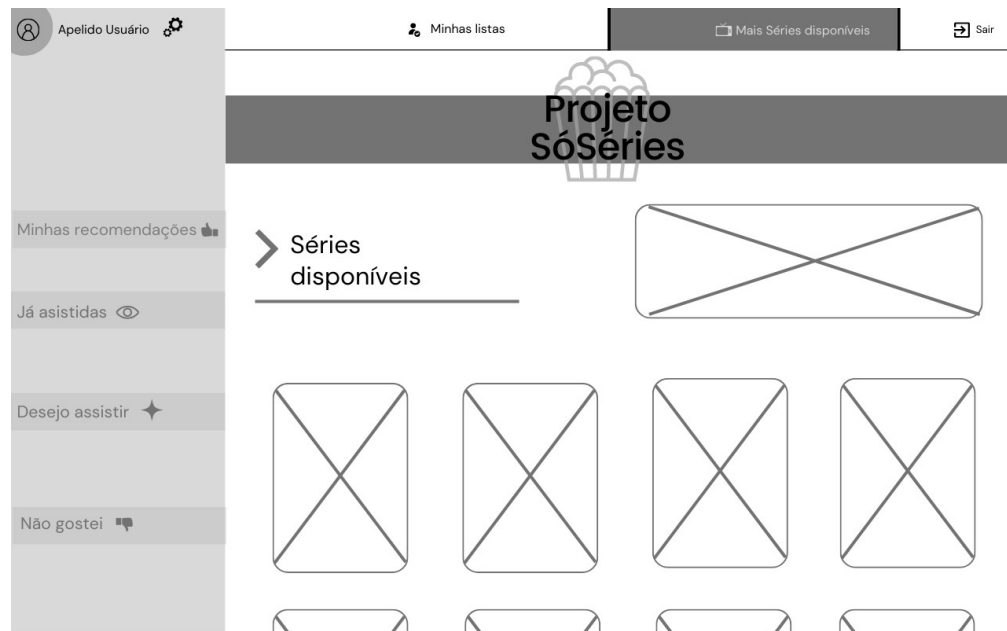 Apelido Usuário
Minhas listas
Mais Séries disponíveis
Sair
Projeto
SóSéries
Minhas recomendações
Séries
disponíveis
Já asistidas
Desejo assistir
Não gostei